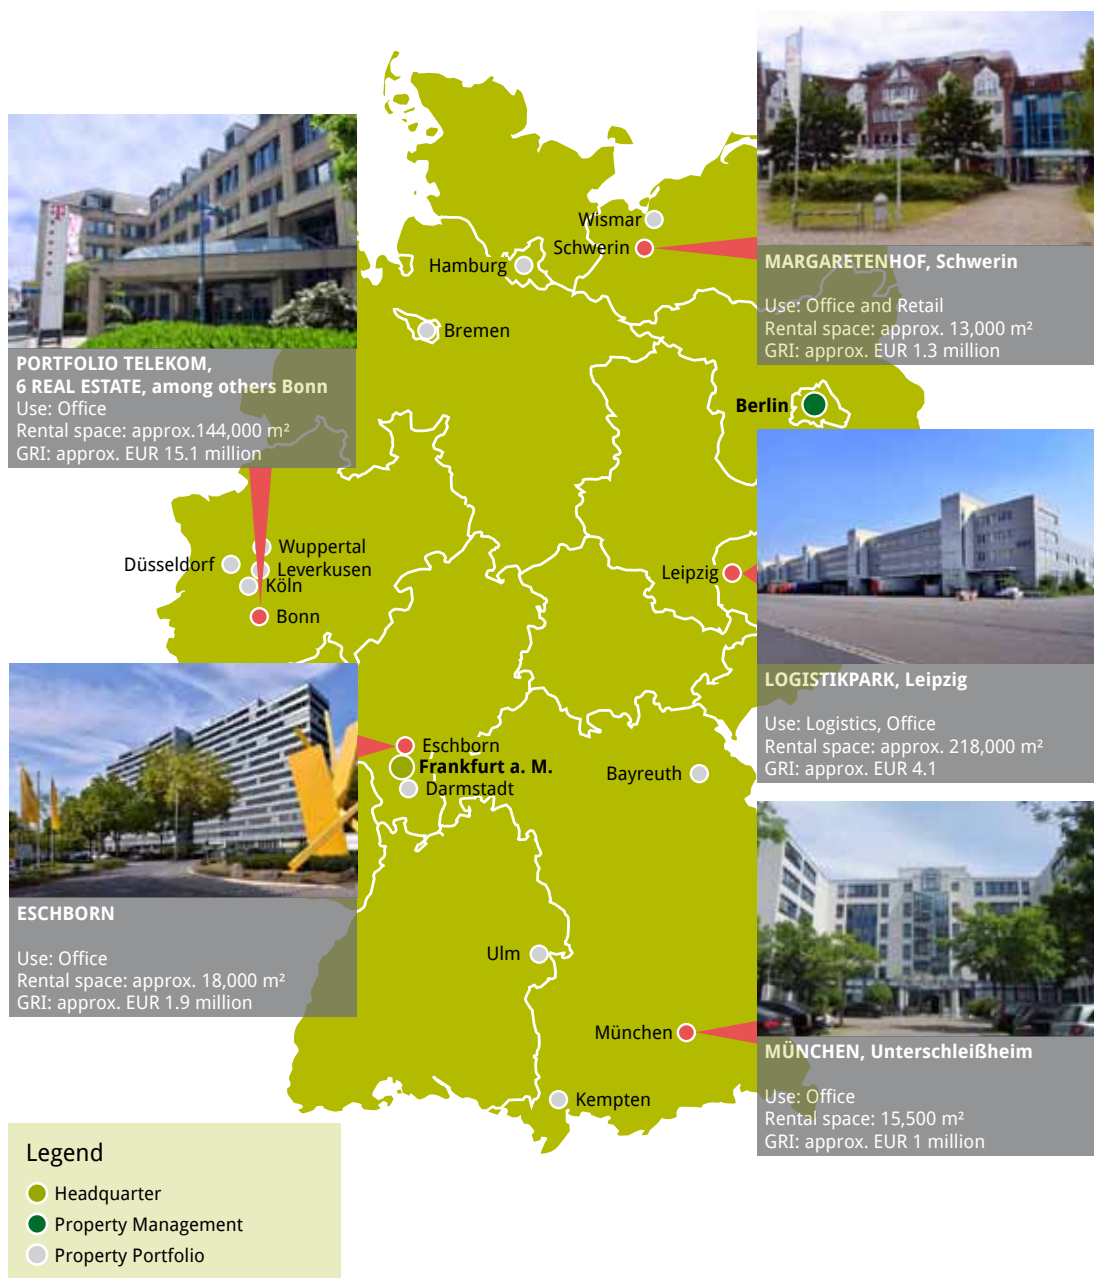 Wismar
Schwerin
Hamburg
Bremen
MARGARETENHOF, Schwerin
Use: Office and Retail
Rental space: approx. 13,000 m²
GRI: approx. EUR 1.3 million
PORTFOLIO TELEKOM,
6 REAL ESTATE, among others Bonn
Use: Office
Rental space: approx.144,000 m²
GRI: approx. EUR 15.1 million
Berlin
Wuppertal
Düsseldorf
Leverkusen
Köln
Bonn
Leipzig
LOGISTIKPARK, Leipzig
Use: Logistics, Office
Rental space: approx. 218,000 m²
GRI: approx. EUR 4.1
Eschborn
Frankfurt a. M.
Darmstadt
Bayreuth
ESCHBORN
Use: Office
Rental space: approx. 18,000 m²
GRI: approx. EUR 1.9 million
Ulm
München
MÜNCHEN, Unterschleißheim
Use: Office
Rental space: 15,500 m²
GRI: approx. EUR 1 million
Kempten
Legend
Headquarter
Property Management
Property Portfolio